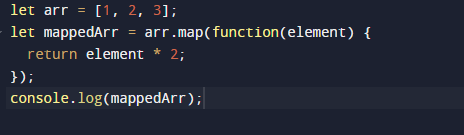 let arr = [1, 2, 3];
let mappedArr = arr.map(function(element) {
  return element * 2;
});
console.log(mappedArr);